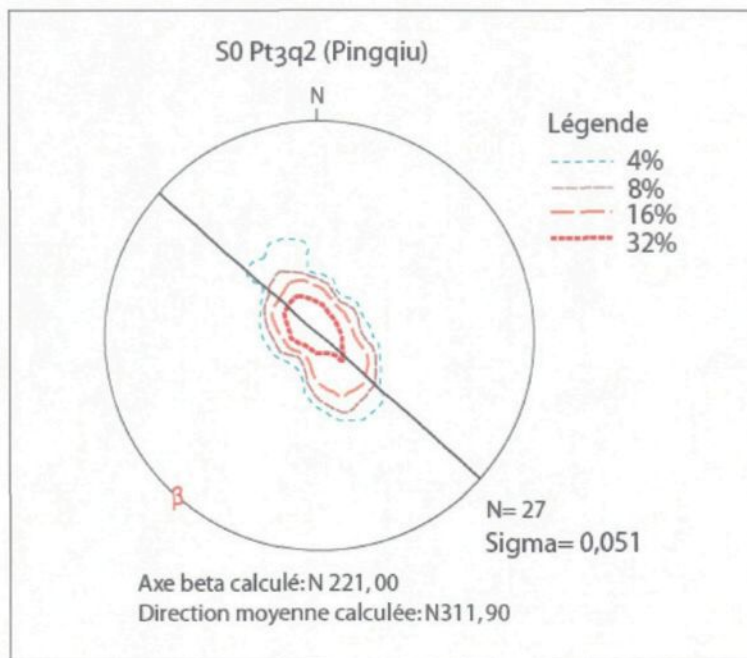 S0 Pt3q2 (Pingqiu)
N
Légende
4%
8%
16%
32%
β
N= 27
Sigma= 0,051
Axe beta calculé: N 221, 00
Direction moyenne calculée: N311, 90